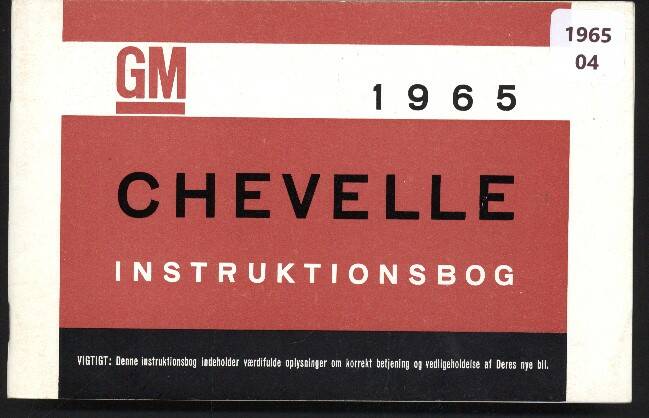 1965
04
GM
1965
CHEVELLE
INSTRUKTIONSBOG
VIGTIGT: Denne instruktionsbog indeholder værdifulde oplysninger om korrekt betjening og vedligeholdelse af Deres nye bil.